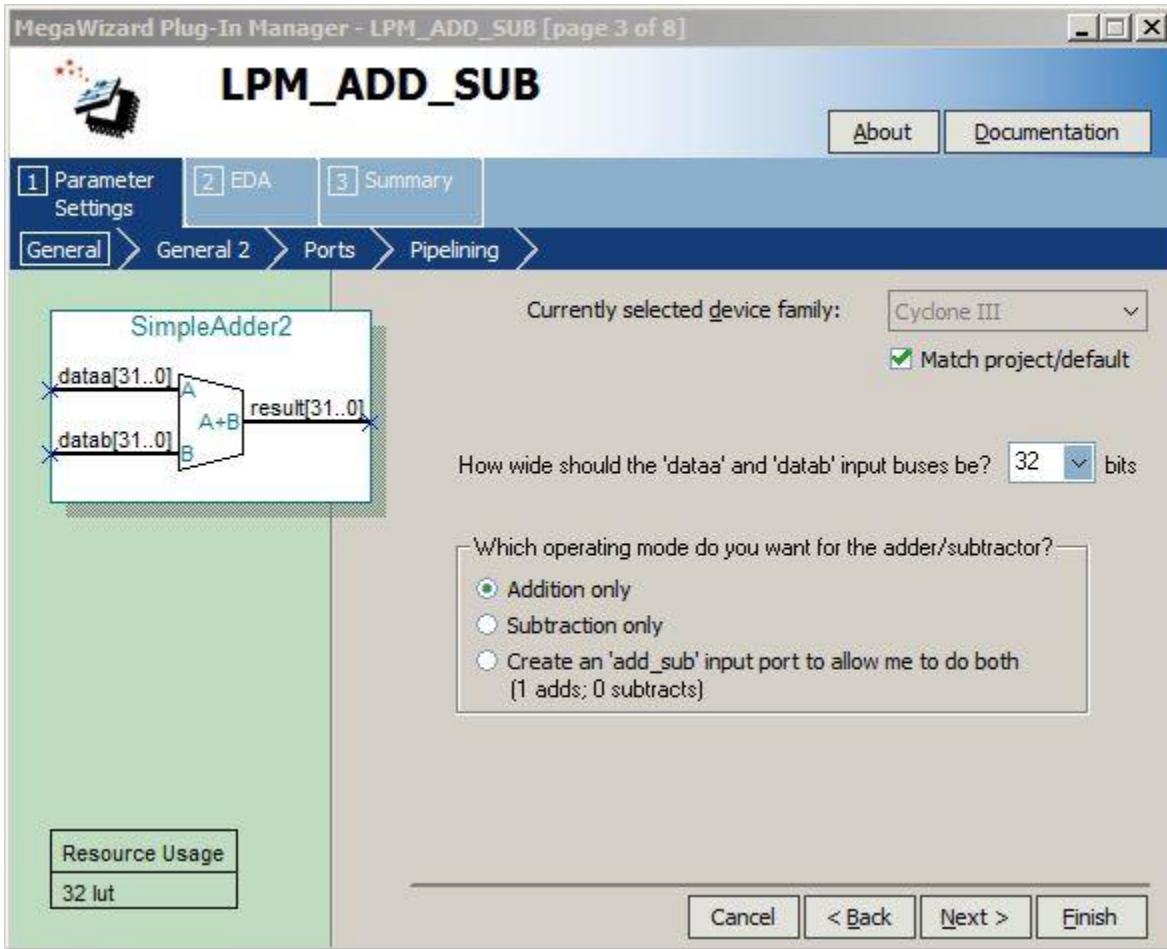 MegaWizard Plug-In Manager - LPM_ADD_SUB [page 3 of 8]
LPM_ADD_SUB
About
Documentation
1 Parameter
Settings
2 EDA
3 Summary
General
General 2
Ports
Pipelining
SimpleAdder2
dataa[31..0]
A
A+B
result[31..0]
datab[31..0]
B
Resource Usage
32 lut
Currently selected device family:
Cyclone III
Match project/default
How wide should the 'dataa' and 'datab' input buses be? 32 bits
Which operating mode do you want for the adder/subtractor?
Addition only
Subtraction only
Create an 'add_sub' input port to allow me to do both
(1 adds; 0 subtracts)
Cancel
< Back
Next >
Finish